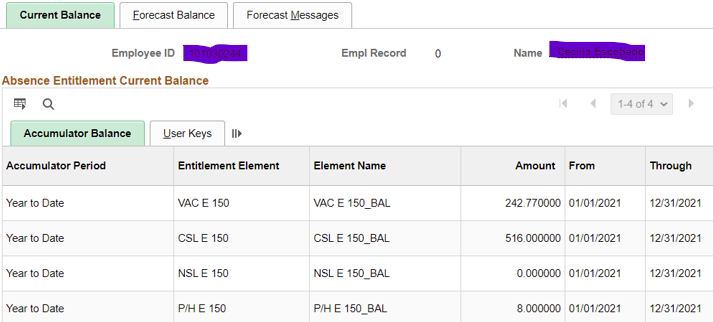 Current Balance Forecast Balance Forecast Messages
Employee ID Empl Record 0 Name
Absence Entitlement Current Balance
1-4 of 4
Accumulator Balance User Keys
Accumulator Period Entitlement Element Element Name Amount From Through
Year to Date VAC E 150 VAC E 150_BAL 242.770000 01/01/2021 12/31/2021
Year to Date CSL E 150 CSL E 150_BAL 516.000000 01/01/2021 12/31/2021
Year to Date NSL E 150 NSL E 150_BAL 0.000000 01/01/2021 12/31/2021
Year to Date P/H E 150 P/H E 150_BAL 8.000000 01/01/2021 12/31/2021